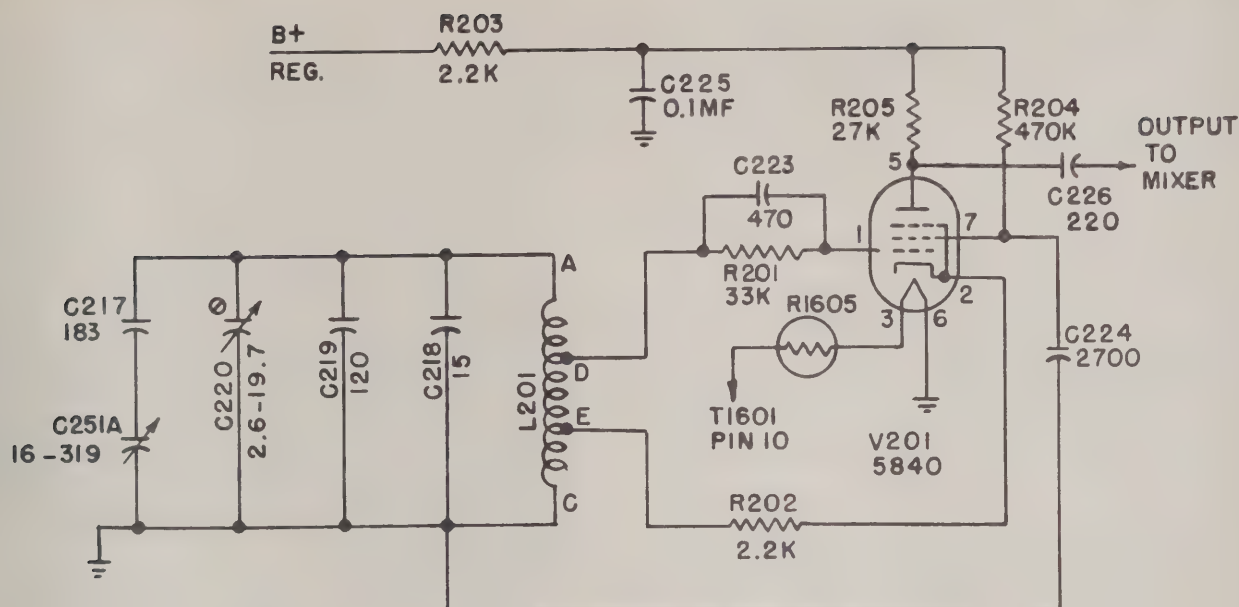 B+
REG.
R203
2.2K
C225
0.1MF
R205
27K
R204
470K
OUTPUT
TO
MIXER
C226
220
5
C223
470
1
7
R201
33K
2
R1605
3
6
C224
2700
T1601
PIN 10
V201
5840
A
C217
183
Ø
C220
2.6-19.7
C219
120
C218
15
L201
D
E
C
C251A
16-319
R202
2.2K